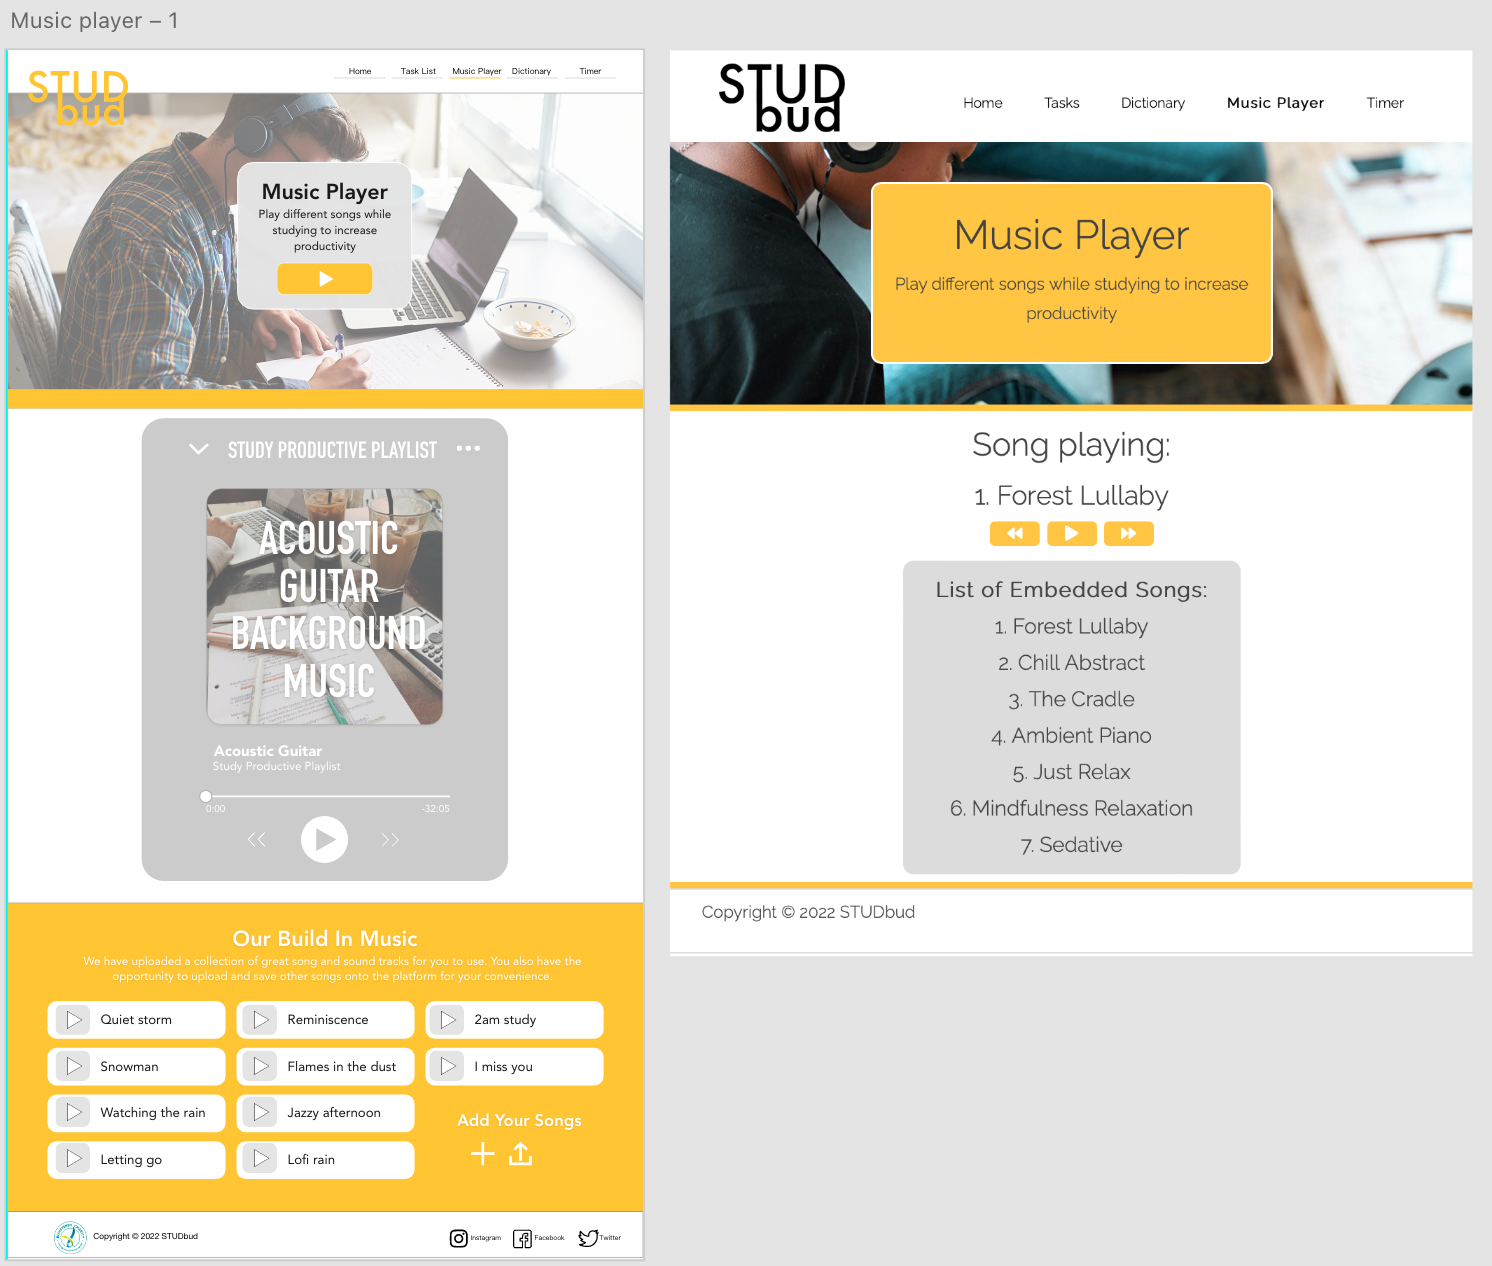 Music player – 1
STUD
bud
Home Task List Music Player Dictionary Timer
Music Player
Play different songs while
studying to increase
productivity
STUDY PRODUCTIVE PLAYLIST
ACOUSTIC
GUITAR
BACKGROUND
MUSIC
Acoustic Guitar
Study Productive Playlist
0:00 -32:05
Our Build In Music
We have uploaded a collection of great song and sound tracks for you to use. You also have the
opportunity to upload and save other songs onto the platform for your convenience.
Quiet storm Reminiscence 2am study
Snowman Flames in the dust I miss you
Watching the rain Jazzy afternoon
Add Your Songs
Letting go Lofi rain
Copyright © 2022 STUDbud
Instagram Facebook Twitter
STUD
bud
Home Tasks Dictionary Music Player Timer
Music Player
Play different songs while studying to increase
productivity
Song playing:
1. Forest Lullaby
List of Embedded Songs:
1. Forest Lullaby
2. Chill Abstract
3. The Cradle
4. Ambient Piano
5. Just Relax
6. Mindfulness Relaxation
7. Sedative
Copyright © 2022 STUDbud